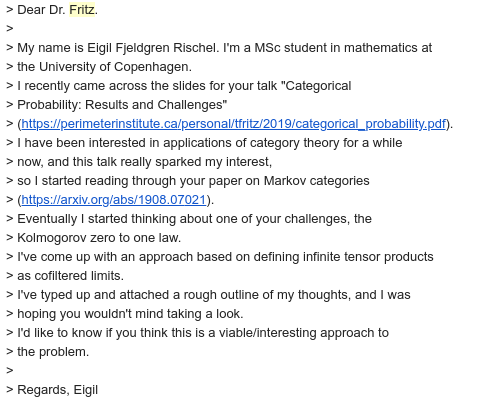 > Dear Dr. Fritz.
>
> My name is Eigil Fjeldgren Rischel. I'm a MSc student in mathematics at
> the University of Copenhagen.
> I recently came across the slides for your talk "Categorical
> Probability: Results and Challenges"
> (https://perimeterinstitute.ca/personal/tfritz/2019/categorical_probability.pdf).
> I have been interested in applications of category theory for a while
> now, and this talk really sparked my interest,
> so I started reading through your paper on Markov categories
> (https://arxiv.org/abs/1908.07021).
> Eventually I started thinking about one of your challenges, the
> Kolmogorov zero to one law.
> I've come up with an approach based on defining infinite tensor products
> as cofiltered limits.
> I've typed up and attached a rough outline of my thoughts, and I was
> hoping you wouldn't mind taking a look.
> I'd like to know if you think this is a viable/interesting approach to
> the problem.
>
> Regards, Eigil